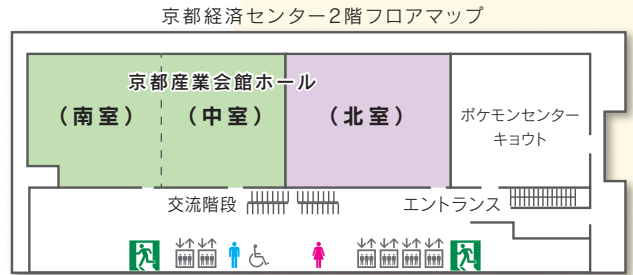 京都経済センター2階フロアマップ
京都産業会館ホール
（南室）
（中室）
（北室）
ポケモンセンター
キョウト
交流階段
エントランス